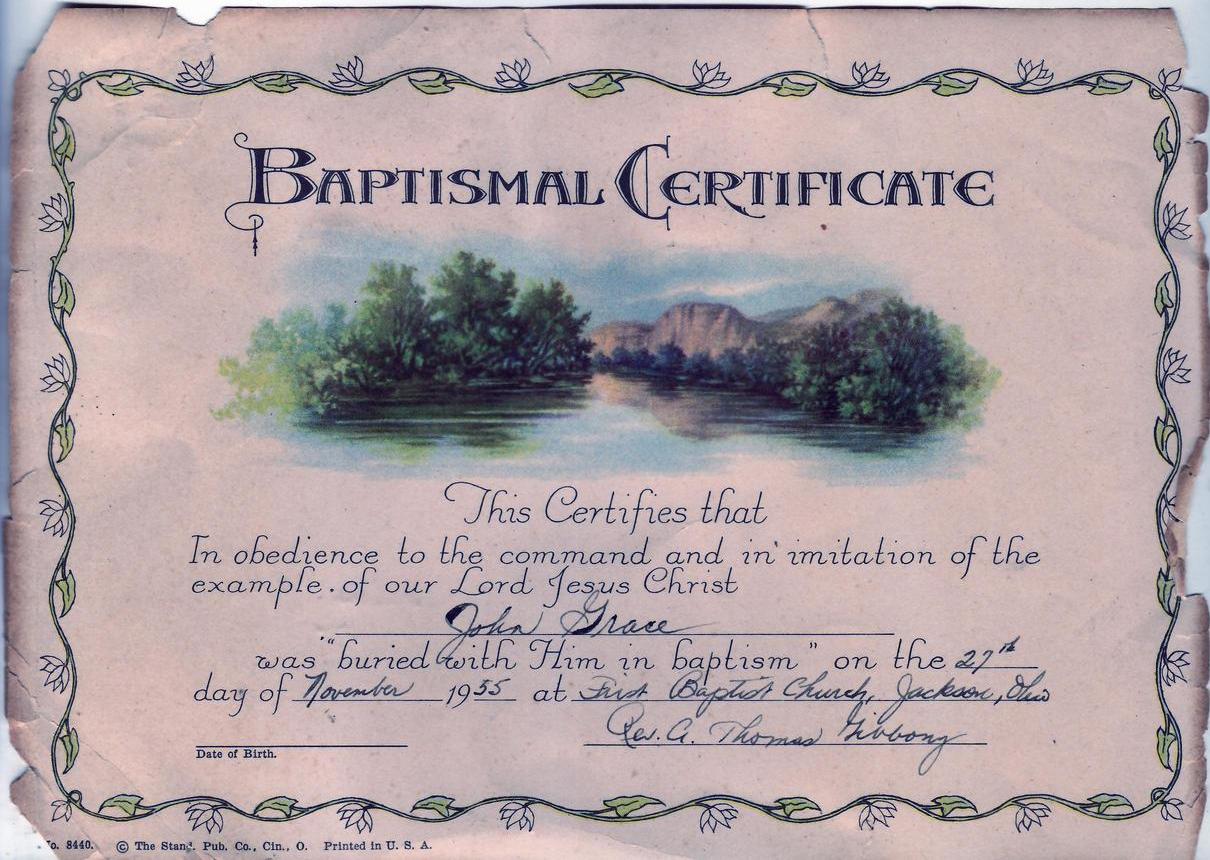 BAPTISMAL CERTIFICATE
This Certifies that
In obedience to the command and in imitation of the
example of our Lord Jesus Christ
John Grace
was "buried with Him in baptism" on the 27th
day of November 1955 at First Baptist Church, Jackson, Ohio
Rev. A. Thomas Gibbony
Date of Birth.
No. 8440. © The Stand. Pub. Co., Cin., O. Printed in U. S. A.